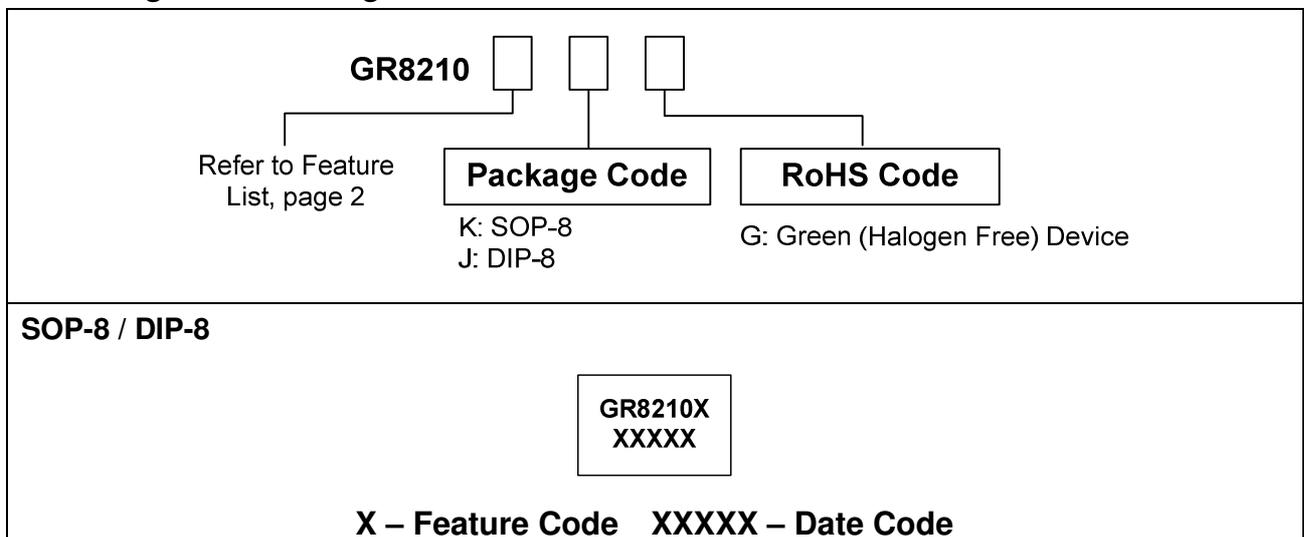 GR8210
Refer to Feature
List, page 2
Package Code
K: SOP-8
J: DIP-8
RoHS Code
G: Green (Halogen Free) Device
SOP-8 / DIP-8
GR8210X
XXXXX
X – Feature Code XXXXX – Date Code